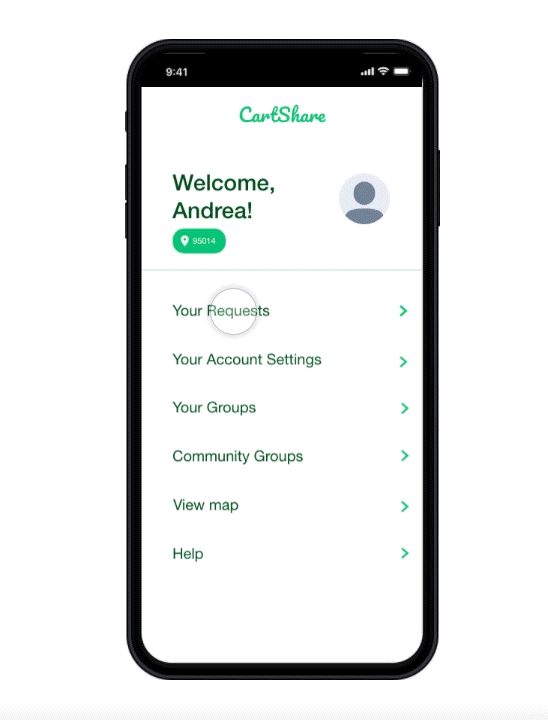 9:41
CartShare
Welcome,
Andrea!
95014
Your Requests
Your Account Settings
Your Groups
Community Groups
View map
Help